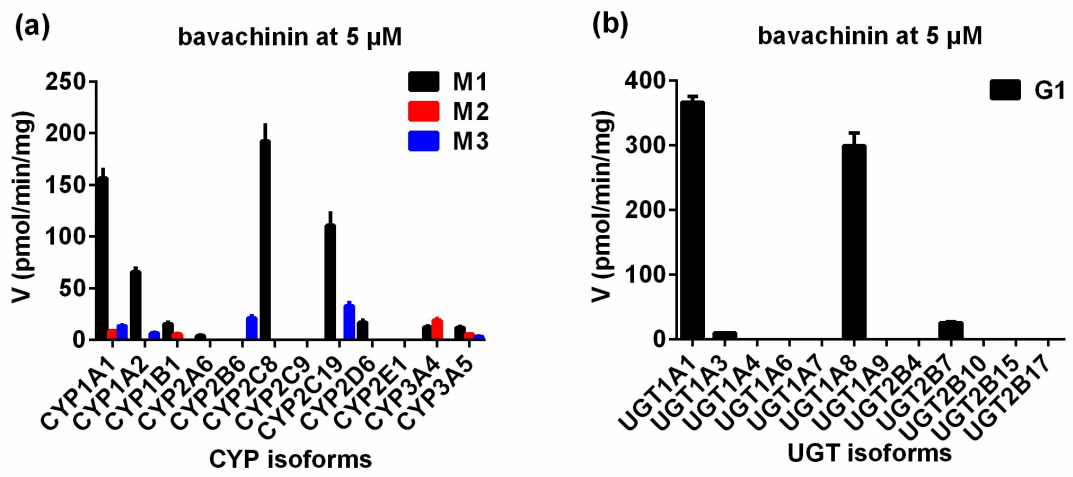 (a)
bavachinin at 5 µM
M1
M2
M3
V (pmol/min/mg)
250
200
150
100
50
0
CYP1A1
CYP1A2
CYP1B1
CYP2A6
CYP2B6
CYP2C8
CYP2C9
CYP2C19
CYP2D6
CYP2E1
CYP3A4
CYP3A5
CYP isoforms
(b)
bavachinin at 5 µM
G1
V (pmol/min/mg)
400
300
200
100
0
UGT1A1
UGT1A3
UGT1A4
UGT1A6
UGT1A7
UGT1A8
UGT1A9
UGT2B4
UGT2B7
UGT2B10
UGT2B15
UGT2B17
UGT isoforms